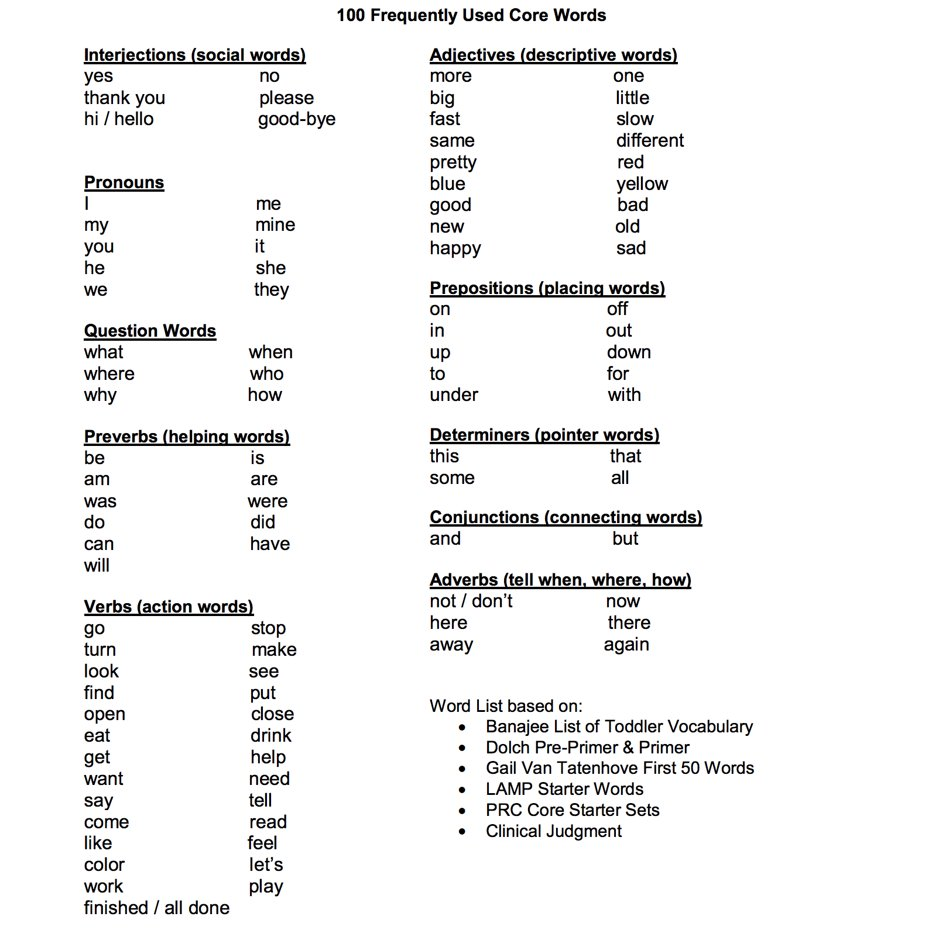 100 Frequently Used Core Words
Interjections (social words)
yes no
thank you please
hi / hello good-bye
Pronouns
I me
my mine
you it
he she
we they
Question Words
what when
where who
why how
Preverbs (helping words)
be is
am are
was were
do did
can have
will
Verbs (action words)
go stop
turn make
look see
find put
open close
eat drink
get help
want need
say tell
come read
like feel
color let’s
work play
finished / all done
Adjectives (descriptive words)
more one
big little
fast slow
same different
pretty red
blue yellow
good bad
new old
happy sad
Prepositions (placing words)
on off
in out
up down
to for
under with
Determiners (pointer words)
this that
some all
Conjunctions (connecting words)
and but
Adverbs (tell when, where, how)
not / don’t now
here there
away again
Word List based on:
• Banajee List of Toddler Vocabulary
• Dolch Pre-Primer & Primer
• Gail Van Tatenhove First 50 Words
• LAMP Starter Words
• PRC Core Starter Sets
• Clinical Judgment